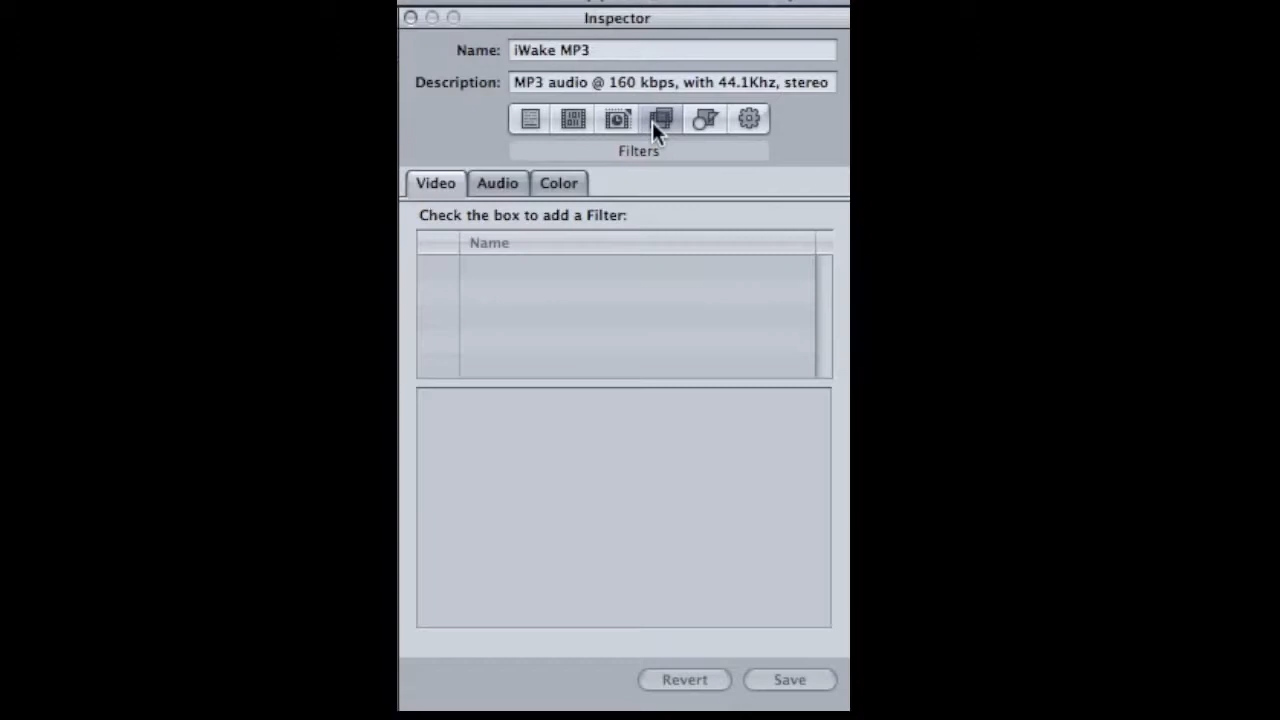 Inspector
Name: iWake MP3
Description: MP3 audio @ 160 kbps, with 44.1Khz, stereo
Filters
Video Audio Color
Check the box to add a Filter:
Name
Revert Save